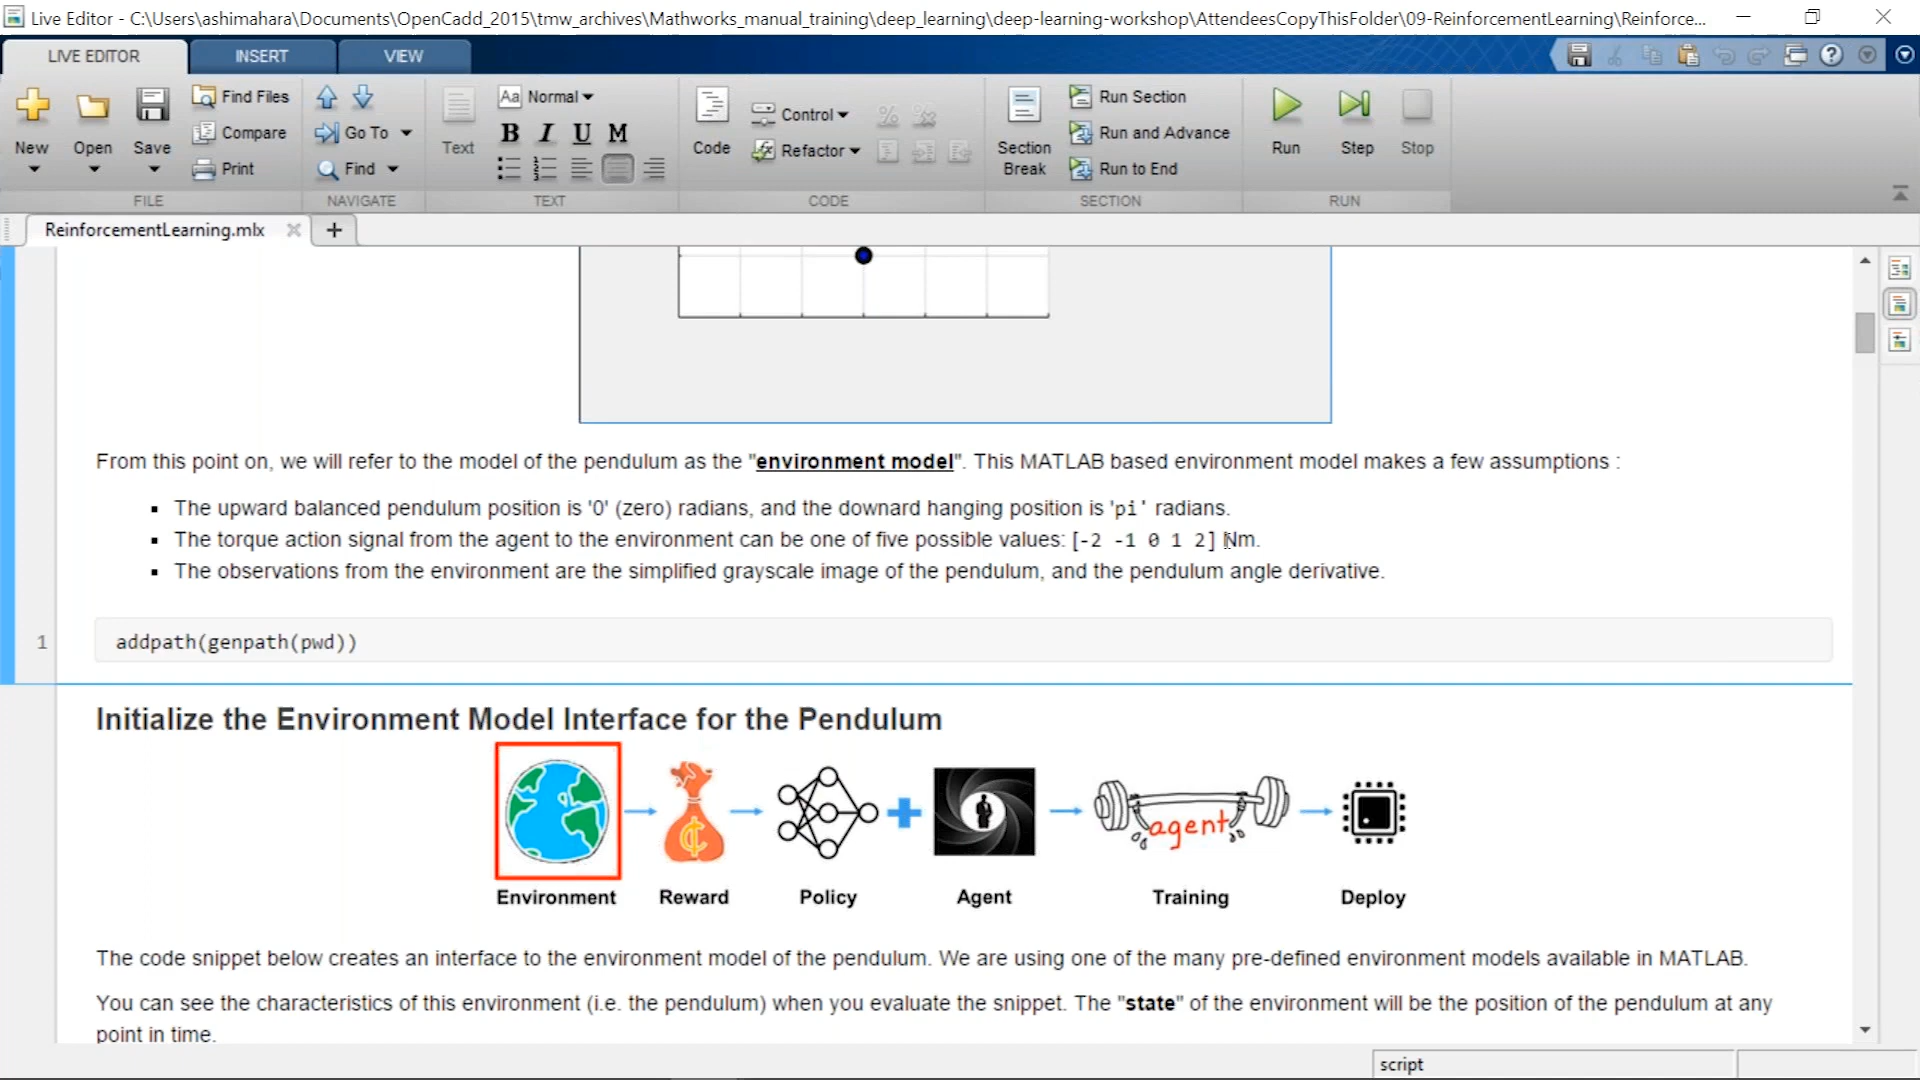 Live Editor - C:\Users\ashimahara\Documents\OpenCadd_2015\tmw_archives\Mathworks_manual_training\deep_learning\deep-learning-workshop\AttendeesCopyThisFolder\09-ReinforcementLearning\Reinforce...
LIVE EDITOR INSERT VIEW
New Open Save Find Files Compare Print
FILE
Go To Find
NAVIGATE
Text Aa Normal B I U M
TEXT
Code Control Refactor
CODE
Section Break Run Section Run and Advance Run to End
SECTION
Run Step Stop
RUN
ReinforcementLearning.mlx
From this point on, we will refer to the model of the pendulum as the "environment model". This MATLAB based environment model makes a few assumptions :
▪ The upward balanced pendulum position is '0' (zero) radians, and the downard hanging position is 'pi' radians.
▪ The torque action signal from the agent to the environment can be one of five possible values: [-2 -1 0 1 2] Nm.
▪ The observations from the environment are the simplified grayscale image of the pendulum, and the pendulum angle derivative.
1 addpath(genpath(pwd))
Initialize the Environment Model Interface for the Pendulum
agent
Environment Reward Policy Agent Training Deploy
The code snippet below creates an interface to the environment model of the pendulum. We are using one of the many pre-defined environment models available in MATLAB.
You can see the characteristics of this environment (i.e. the pendulum) when you evaluate the snippet. The "state" of the environment will be the position of the pendulum at any
point in time.
script